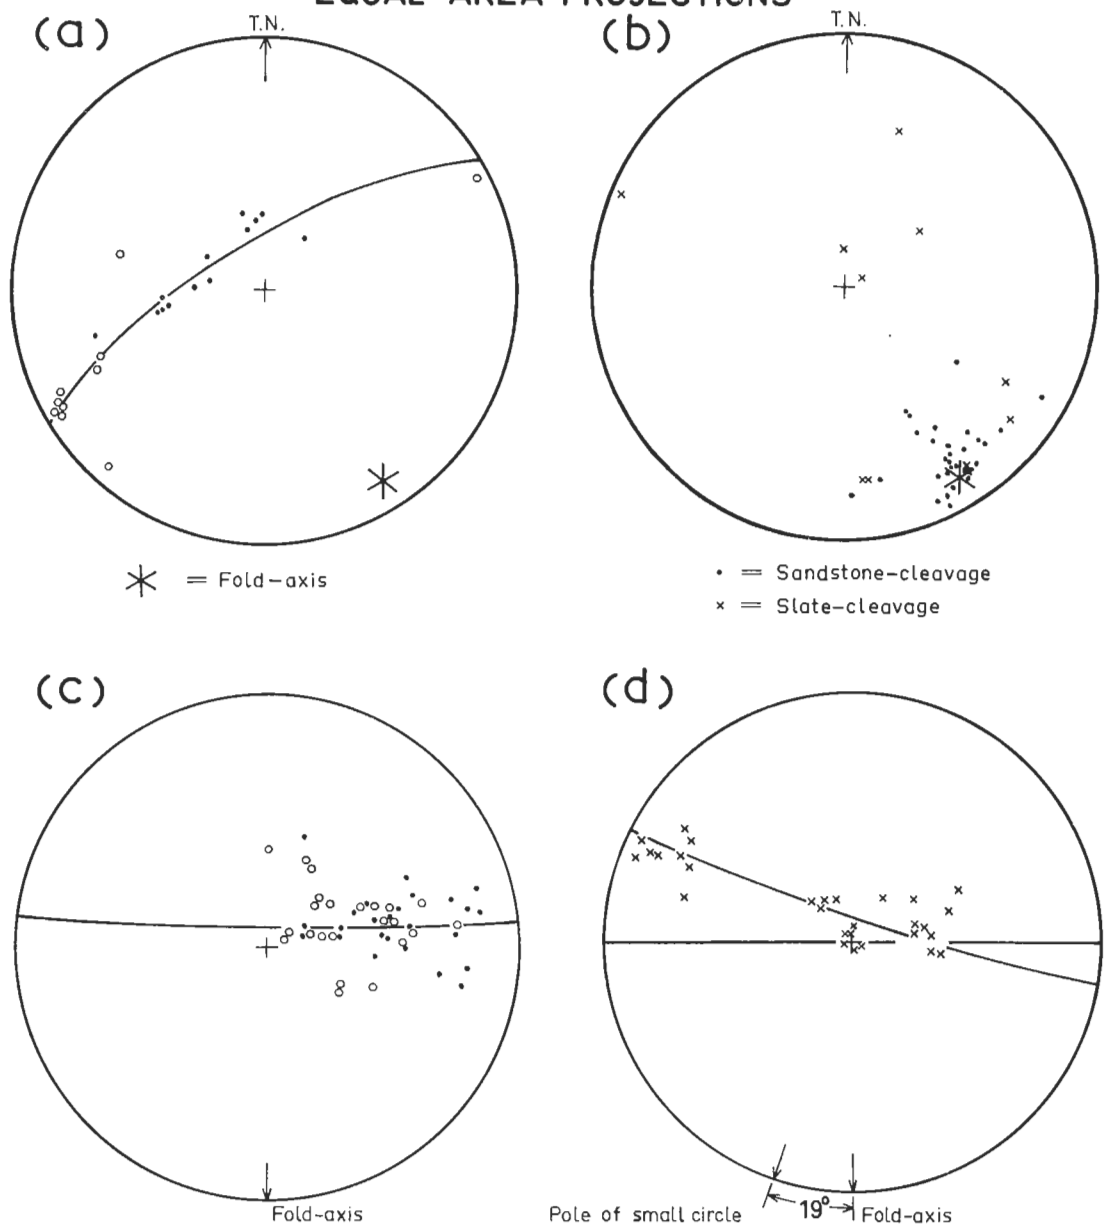 EQUAL AREA PROJECTIONS
(a)
T.N.
(b)
T.N.
= Fold-axis
• = Sandstone-cleavage
× = Slate-cleavage
(c)
(d)
Fold-axis
Pole of small circle
19°
Fold-axis